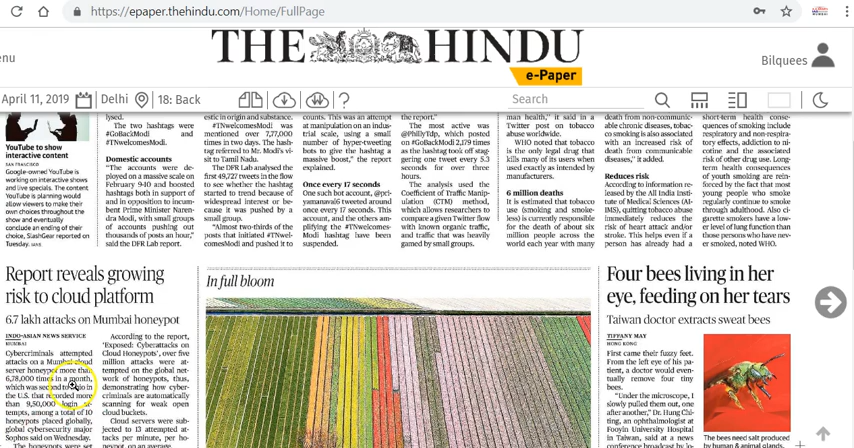 https://epaper.thehindu.com/Home/FullPage
enu
THE HINDU
e-Paper
Bilquees
April 11, 2019
Delhi
18: Back
?
Search
YouTube to show
interactive content
SAN FRANCISCO
Google-owned YouTube is
working on interactive
shows and live specials. The
content YouTube is planning
would allow viewers to make
their own choices throughout
the show and eventually
conclude an ending of their
choice, SlashGear reported on
Tuesday. IANS
lysed.
The two hashtags were
#GoBackModi and
#TNwelcomesModi.
Domestic accounts
“The accounts were
deployed on a massive scale on
February 9-10 and boosted
hashtags both in support of
and in opposition to incum-
bent Prime Minister Naren-
dra Modi, with small groups
of accounts pushing out
thousands of posts an hour,”
said the DFR Lab report.
estic in origin and substance.
#TNwelcomesModi was
mentioned over 7,77,000
times in two days. The hash-
tag referred to Mr. Modi's
visit to Tamil Nadu.
The DFR Lab analysed the
first 49,727 tweets in the flow
to see whether the hashtag
started to trend because of
widespread interest or be-
cause it was pushed by a
small group.
“Almost two-thirds of the
posts that initiated #TNwel-
comesModi and pushed it to
counts. This was an attempt
at manipulation on an indus-
trial scale, using a small
number of hyper-tweeting
bots to give the hashtag a
massive boost,” the report
explained.
Once every 17 seconds
One such bot account, @pri-
yamanavai6 tweeted around
once every 17 seconds. This
account, and the others am-
plifying the #TNwelcomes-
Modi hashtag have been
suspended.
the report.”
The most active was
@PhillyTdp, which posted
on #GoBackModi 2,179 times
as the hashtag took off stag-
gering one tweet every 5.3
seconds for over three
hours.
The analysis used the
Coefficient of Traffic Manip-
ulation (CTM) method,
which allows researchers to
compare a given Twitter flow
with known organic traffic,
and traffic that was heavily
gamed by small groups.
man health,” it said in a
Twitter post on tobacco
abuse worldwide.
WHO noted that tobacco
is the only legal drug that
kills many of its users when
used exactly as intended by
manufacturers.
6 million deaths
It is estimated that tobacco
use (smoking and smoke-
less) is currently responsible
for the death of about six
million people across the
world each year with many
death from non-communic-
able chronic diseases, tobac-
co smoking is also associated
with an increased risk of
death from communicable
diseases,” it added.
Reduces risk
According to information re-
leased by the All India Insti-
tute of Medical Sciences (AI-
IMS), quitting tobacco usage
immediately reduces the
risk of heart attack and/or
stroke. This helps even if a
person has already had a
short-term health conse-
quences of smoking include
respiratory and non-respira-
tory effects, addiction to ni-
cotine and the associated
risk of other drug use. Long-
term health consequences
of youth smoking are rein-
forced by the fact that most
young people who smoke
regularly continue to smoke
through adulthood. Also ci-
garette smokers have a low-
er level of lung function than
those persons who have nev-
er smoked, noted WHO.
Report reveals growing
risk to cloud platform
6.7 lakh attacks on Mumbai honeypot
INDO-ASIAN NEWS SERVICE
MUMBAI
Cybercriminals attempted
attacks on a Mumbai cloud
server honeypot more than
6,78,000 times in a month,
which was second to Ohio in
the U.S. that recorded more
than 9,50,000 login at-
tempts, among a total of 10
honeypots placed globally,
global cybersecurity major
Sophos said on Wednesday.
The honeypots were set
According to the report,
‘Exposed: Cyberattacks on
Cloud Honeypots’, over five
million attacks were at-
tempted on the global net-
work of honeypots, thus,
demonstrating how cyber-
criminals are automatically
scanning for weak open
cloud buckets.
Cloud servers were sub-
jected to 13 attempted at-
tacks per minute, per ho-
neypot, on an average
In full bloom
Four bees living in her
eye, feeding on her tears
Taiwan doctor extracts sweat bees
TIFFANY MAY
HONG KONG
First came their fuzzy feet.
From the left eye of his
patient, a doctor would
eventually remove four tiny
bees.
“Under the microscope, I
slowly pulled them out, one
after another,” Dr. Hung Chi-
ting, an ophthalmologist at
Fooyin University Hospital
in Taiwan, said at a news
conference broadcast by lo-
The bees need salt produced
by human & animal glands.